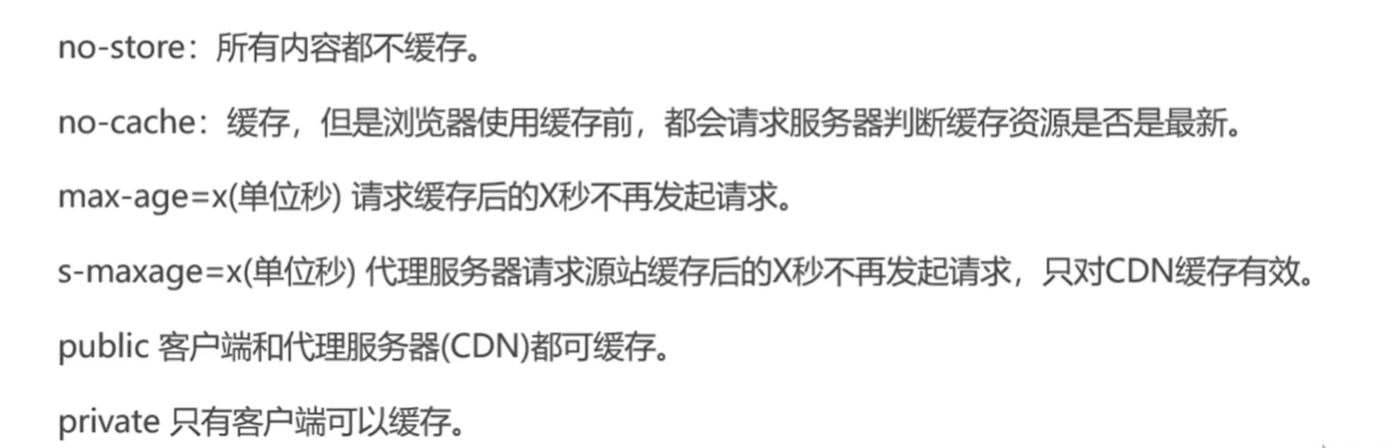 no-store：所有内容都不缓存。
no-cache：缓存，但是浏览器使用缓存前，都会请求服务器判断缓存资源是否是最新。
max-age=x(单位秒) 请求缓存后的X秒不再发起请求。
s-maxage=x(单位秒) 代理服务器请求源站缓存后的X秒不再发起请求，只对CDN缓存有效。
public 客户端和代理服务器(CDN)都可缓存。
private 只有客户端可以缓存。